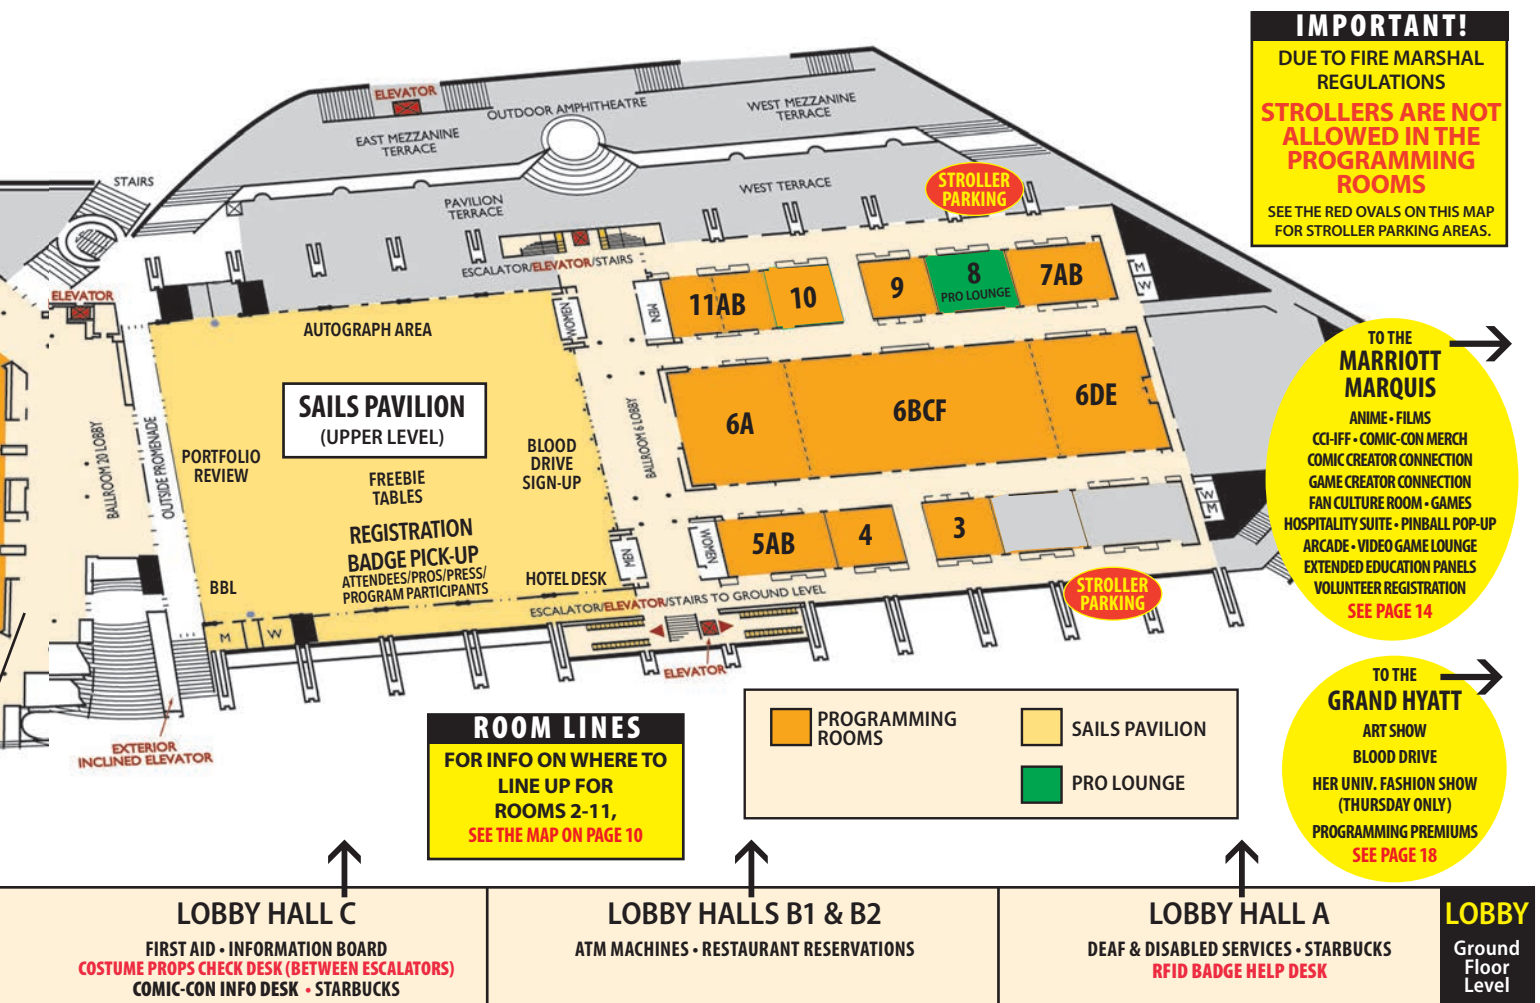 IMPORTANT!
DUE TO FIRE MARSHAL
REGULATIONS
STROLLERS ARE NOT
ALLOWED IN THE
PROGRAMMING
ROOMS
SEE THE RED OVALS ON THIS MAP
FOR STROLLER PARKING AREAS.
ELEVATOR
OUTDOOR AMPHITHEATRE
WEST MEZZANINE
TERRACE
EAST MEZZANINE
TERRACE
STAIRS
PAVILION
TERRACE
WEST TERRACE
STROLLER
PARKING
ESCALATOR/ELEVATOR/STAIRS
ELEVATOR
AUTOGRAPH AREA
WOMEN
MEN
11AB
10
9
8
PRO LOUNGE
7AB
M
W
SAILS PAVILION
(UPPER LEVEL)
BALLROOM 20 LOBBY
OUTSIDE PROMENADE
PORTFOLIO
REVIEW
FREEBIE
TABLES
BLOOD
DRIVE
SIGN-UP
BALLROOM 6 LOBBY
6A
6BCF
6DE
REGISTRATION
BADGE PICK-UP
ATTENDEES/PROS/PRESS/
PROGRAM PARTICIPANTS
BBL
HOTEL DESK
MEN
WOMEN
5AB
4
3
W
M
M
W
ESCALATOR/ELEVATOR/STAIRS TO GROUND LEVEL
STROLLER
PARKING
ELEVATOR
EXTERIOR
INCLINED ELEVATOR
TO THE
MARRIOTT
MARQUIS
ANIME • FILMS
CCI-IFF • COMIC-CON MERCH
COMIC CREATOR CONNECTION
GAME CREATOR CONNECTION
FAN CULTURE ROOM • GAMES
HOSPITALITY SUITE • PINBALL POP-UP
ARCADE • VIDEO GAME LOUNGE
EXTENDED EDUCATION PANELS
VOLUNTEER REGISTRATION
SEE PAGE 14
TO THE
GRAND HYATT
ART SHOW
BLOOD DRIVE
HER UNIV. FASHION SHOW
(THURSDAY ONLY)
PROGRAMMING PREMIUMS
SEE PAGE 18
ROOM LINES
FOR INFO ON WHERE TO
LINE UP FOR
ROOMS 2-11,
SEE THE MAP ON PAGE 10
PROGRAMMING
ROOMS
SAILS PAVILION
PRO LOUNGE
LOBBY HALL C
FIRST AID • INFORMATION BOARD
COSTUME PROPS CHECK DESK (BETWEEN ESCALATORS)
COMIC-CON INFO DESK • STARBUCKS
LOBBY HALLS B1 & B2
ATM MACHINES • RESTAURANT RESERVATIONS
LOBBY HALL A
DEAF & DISABLED SERVICES • STARBUCKS
RFID BADGE HELP DESK
LOBBY
Ground
Floor
Level